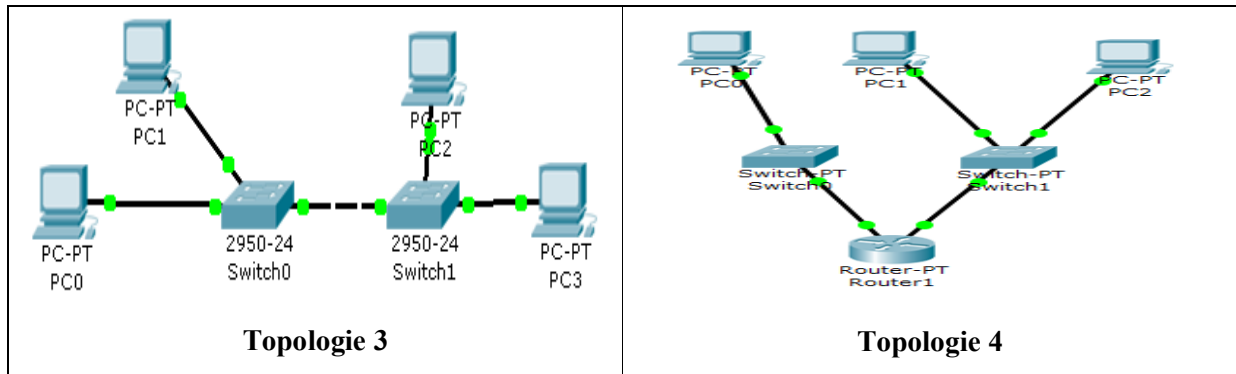 PC-PT
PC1
PC-PT
PC2
PC-PT
PC0
2950-24
Switch0
2950-24
Switch1
PC-PT
PC3
Topologie 3
PC-PT
PC0
PC-PT
PC1
PC-PT
PC2
Switch-PT
Switch0
Switch-PT
Switch1
Router-PT
Router1
Topologie 4